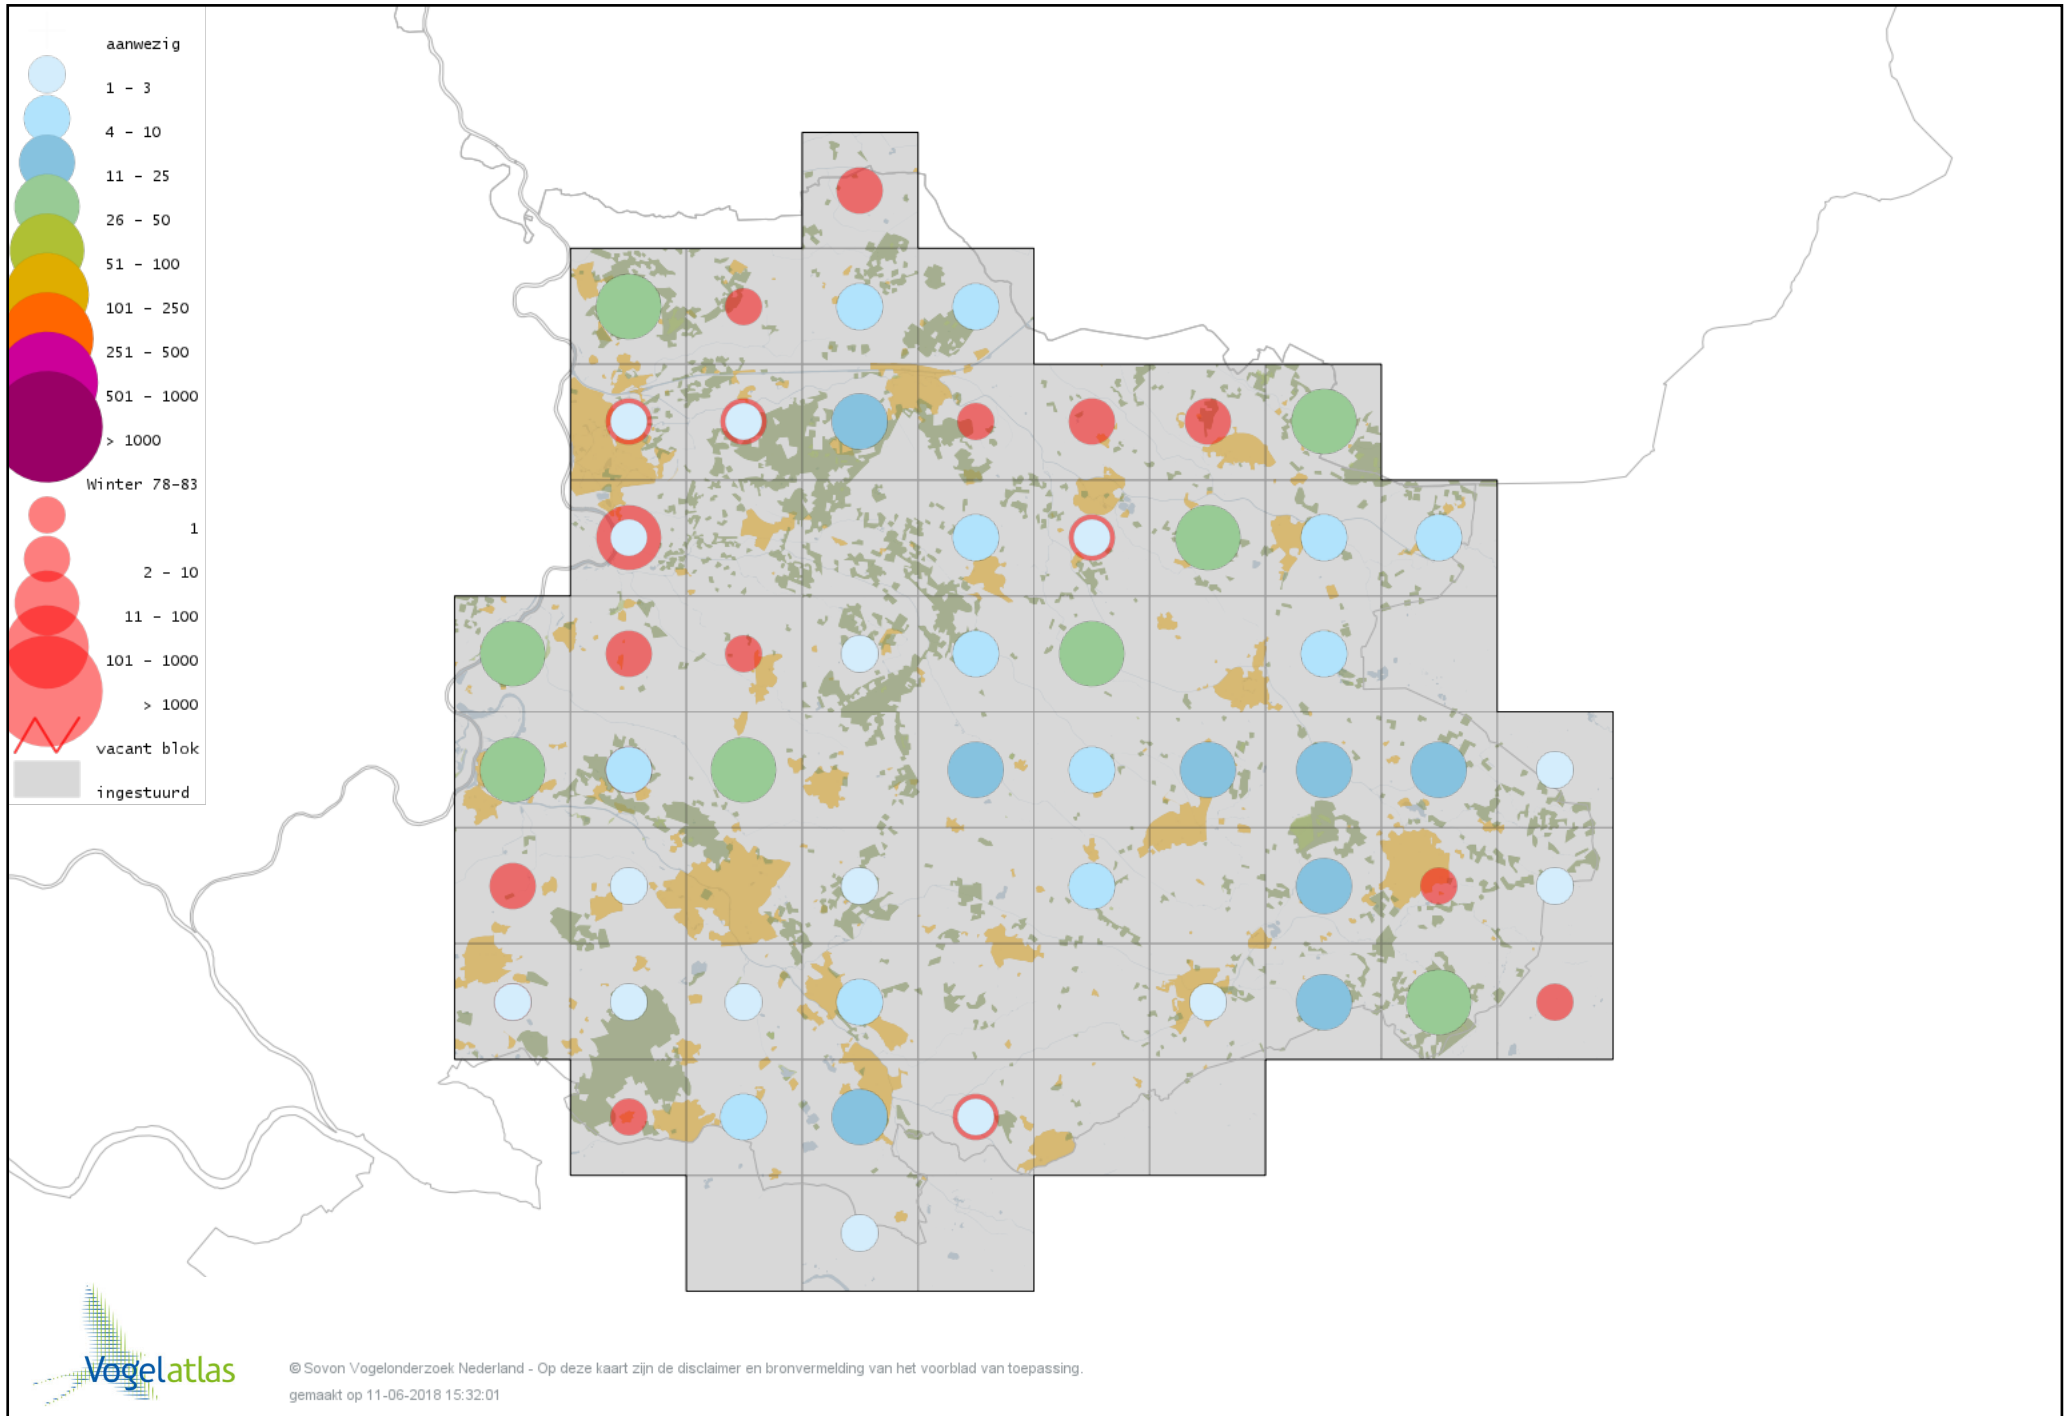 aanwezig
1 - 3
4 - 10
11 - 25
26 - 50
51 - 100
101 - 250
251 - 500
501 - 1000
> 1000
Winter 78-83
1
2 - 10
11 - 100
101 - 1000
> 1000
vacant blok
ingestuurd
Vogelatlas
© Sovon Vogelonderzoek Nederland - Op deze kaart zijn de disclaimer en bronvermelding van het voorblad van toepassing.
gemaakt op 11-06-2018 15:32:01